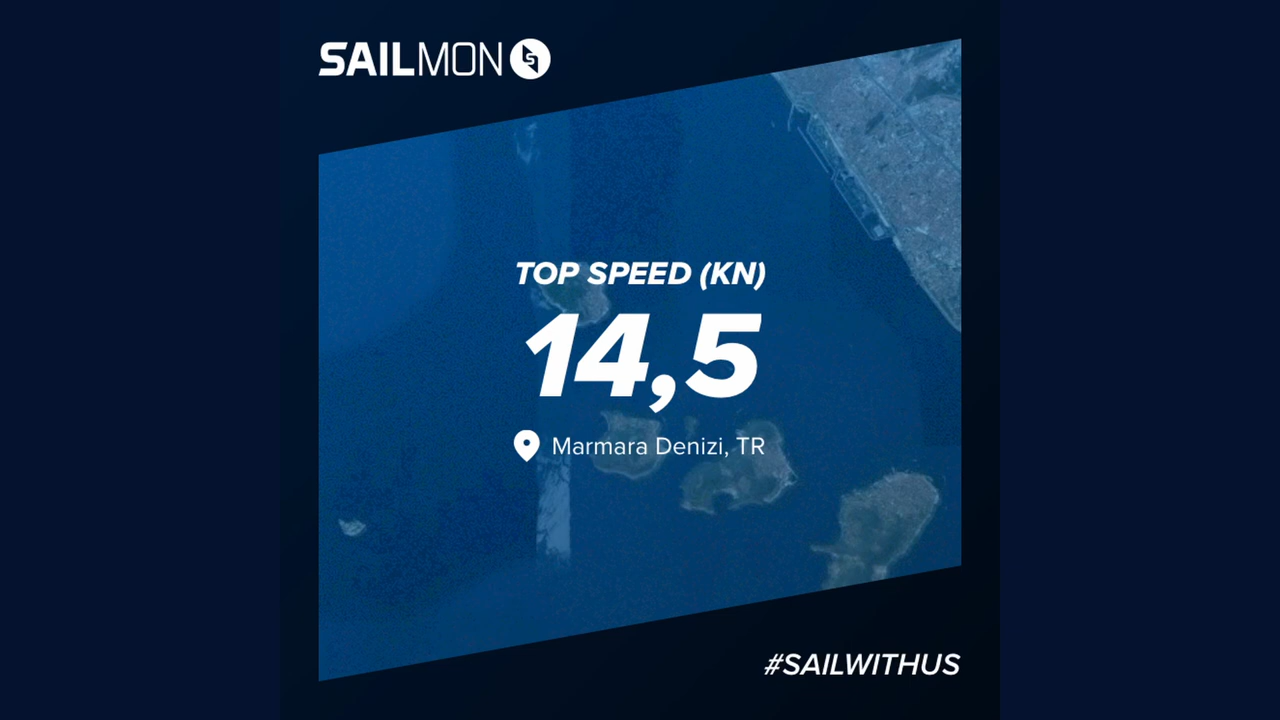 SAILMON
TOP SPEED (KN)
14,5
Marmara Denizi, TR
#SAILWITHUS